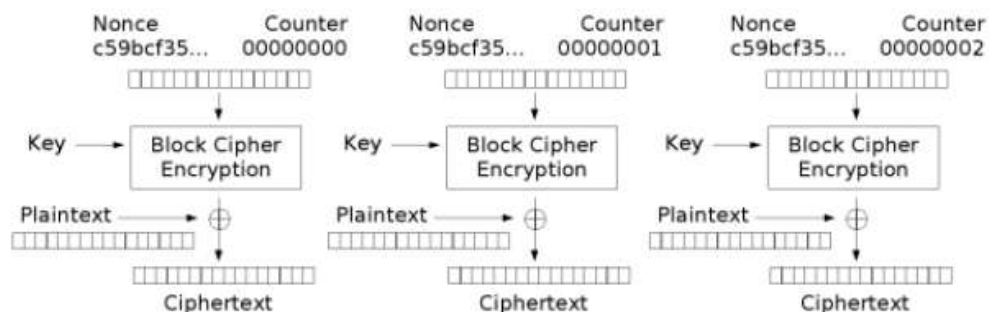 Nonce Counter Nonce Counter Nonce Counter
c59bcf35... 00000000 c59bcf35... 00000001 c59bcf35... 00000002
Key Block Cipher Encryption Key Block Cipher Encryption Key Block Cipher Encryption
Plaintext Plaintext Plaintext
Ciphertext Ciphertext Ciphertext